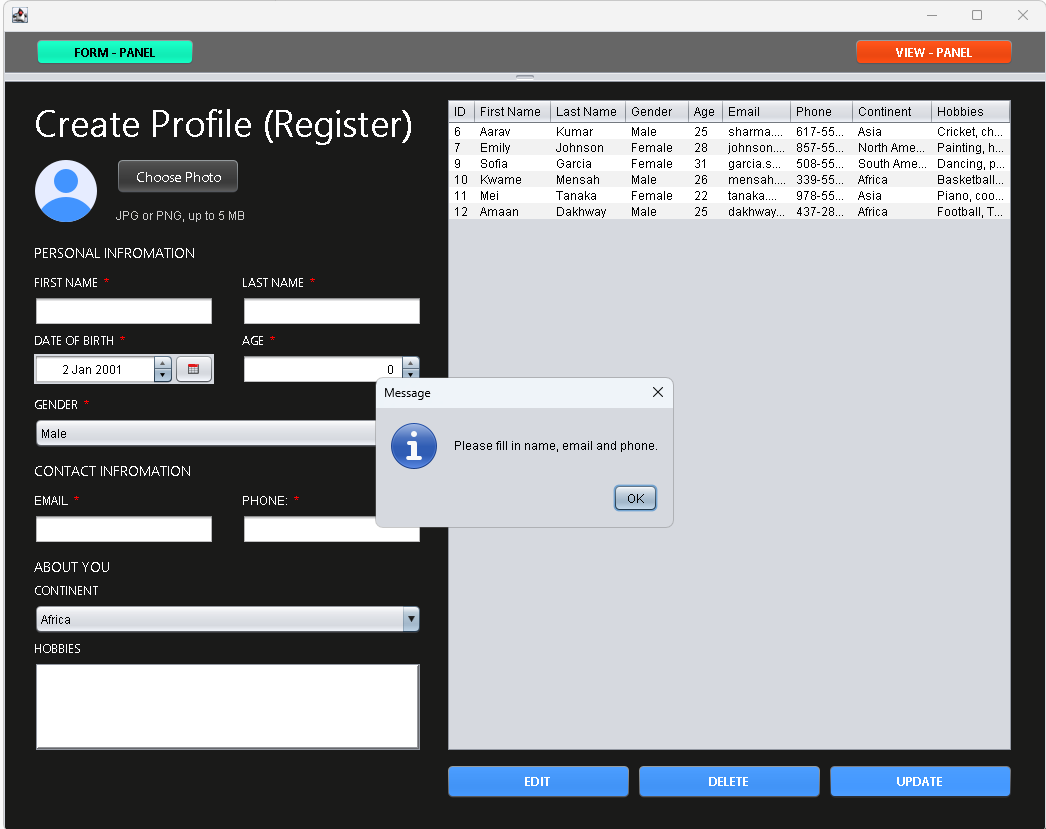 FORM - PANEL VIEW - PANEL
Create Profile (Register)
Choose Photo
JPG or PNG, up to 5 MB
PERSONAL INFROMATION
FIRST NAME * LAST NAME *
DATE OF BIRTH * AGE *
2 Jan 2001 0
GENDER *
Male
CONTACT INFROMATION
EMAIL * PHONE: *
ABOUT YOU
CONTINENT
Africa
HOBBIES
ID First Name Last Name Gender Age Email Phone Continent Hobbies
6 Aarav Kumar Male 25 sharma.... 617-55... Asia Cricket, ch...
7 Emily Johnson Female 28 johnson.... 857-55... North Ame... Painting, h...
9 Sofia Garcia Female 31 garcia.s... 508-55... South Ame... Dancing, p...
10 Kwame Mensah Male 26 mensah.... 339-55... Africa Basketball...
11 Mei Tanaka Female 22 tanaka.... 978-55... Asia Piano, coo...
12 Amaan Dakhway Male 25 dakhway... 437-28... Africa Football, T...
Message
Please fill in name, email and phone.
OK
EDIT DELETE UPDATE